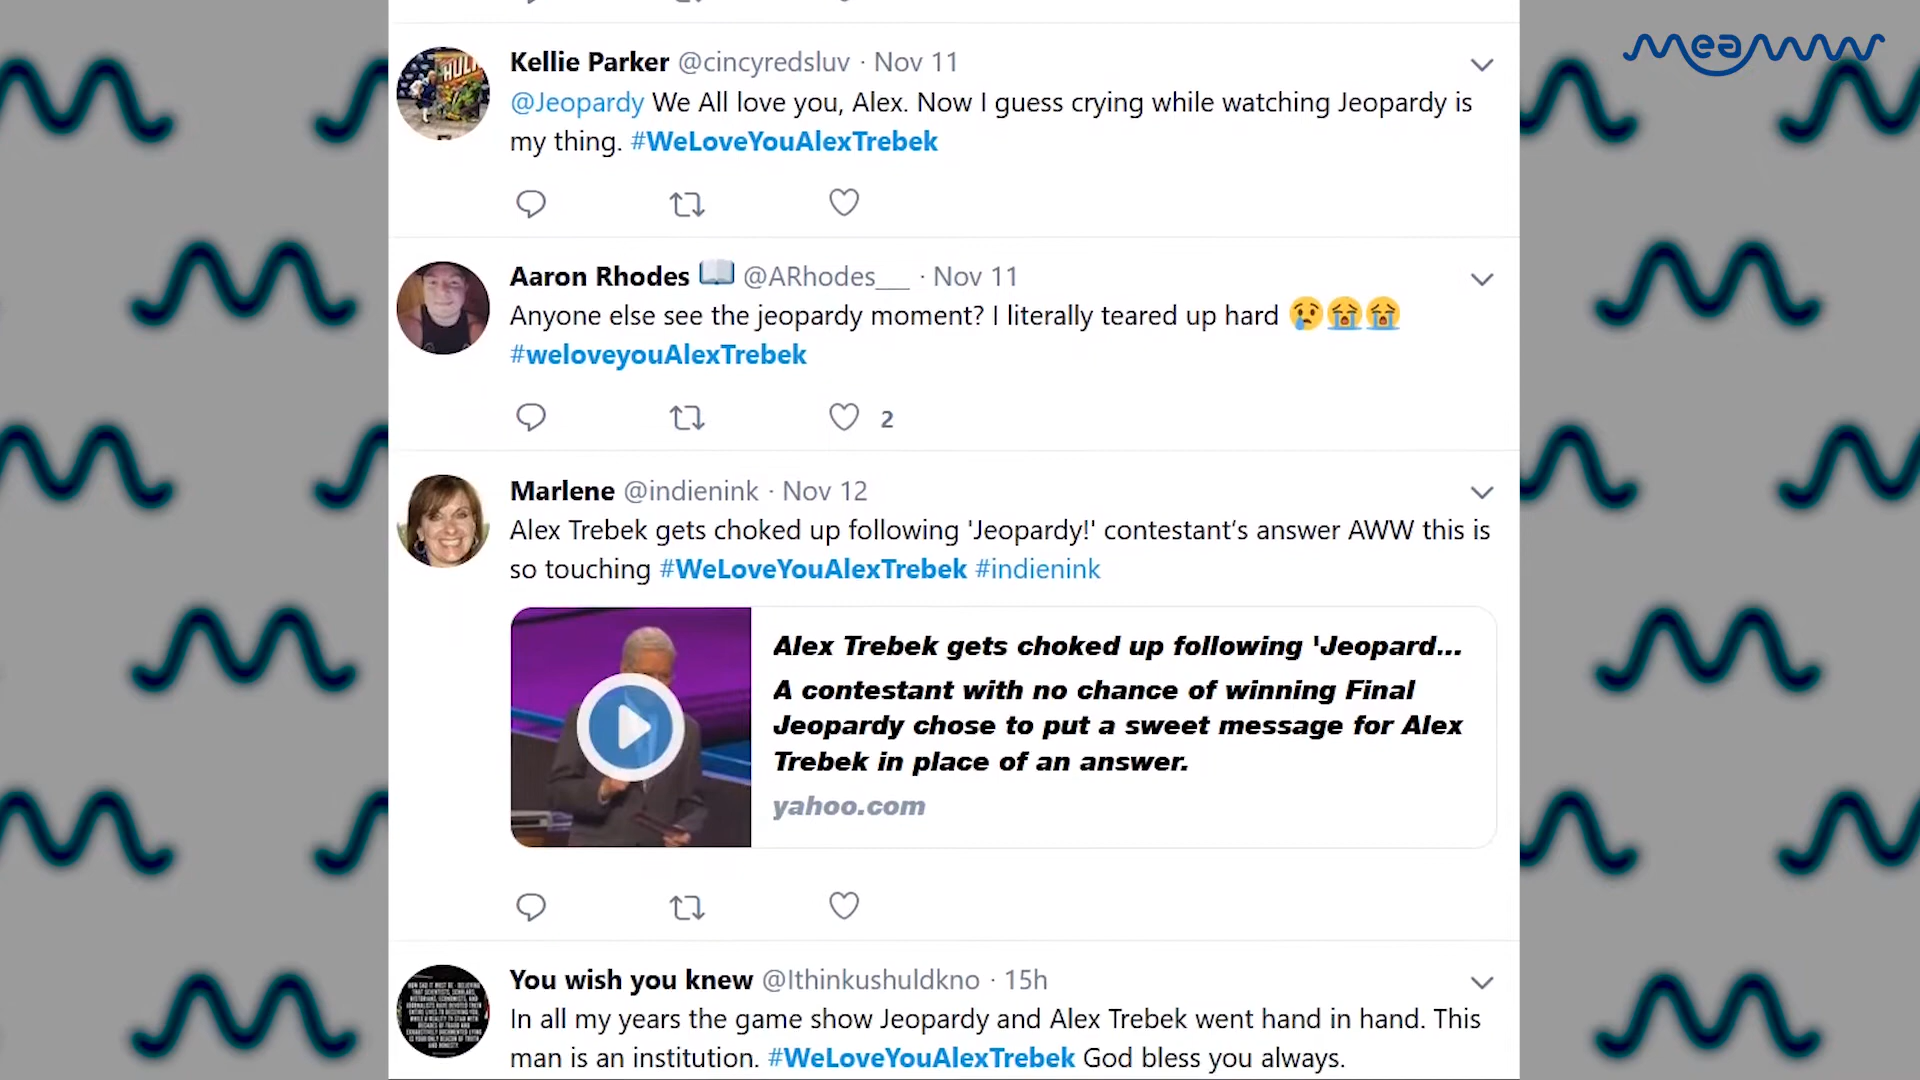 MEAWW
Kellie Parker @cincyredsluv · Nov 11
@Jeopardy We All love you, Alex. Now I guess crying while watching Jeopardy is
my thing. #WeLoveYouAlexTrebek
Aaron Rhodes 📖 @ARhodes___ · Nov 11
Anyone else see the jeopardy moment? I literally teared up hard 😢😭😭
#weloveyouAlexTrebek
2
Marlene @indienink · Nov 12
Alex Trebek gets choked up following 'Jeopardy!' contestant’s answer AWW this is
so touching #WeLoveYouAlexTrebek #indienink
Alex Trebek gets choked up following 'Jeopard...
A contestant with no chance of winning Final
Jeopardy chose to put a sweet message for Alex
Trebek in place of an answer.
yahoo.com
You wish you knew @Ithinkushuldkno · 15h
In all my years the game show Jeopardy and Alex Trebek went hand in hand. This
man is an institution. #WeLoveYouAlexTrebek God bless you always.